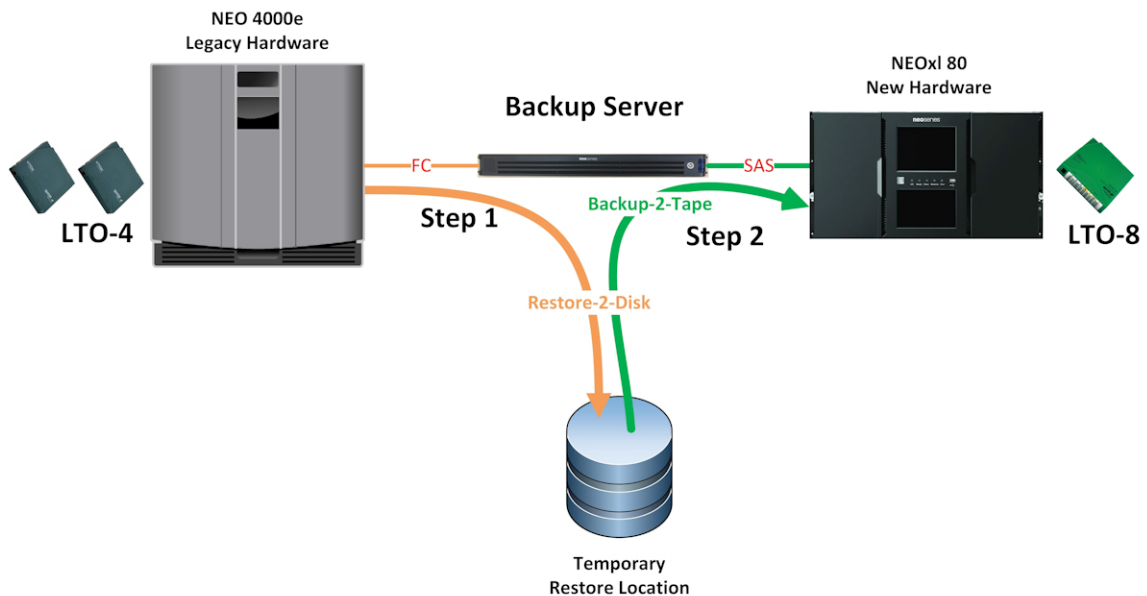 NEO 4000e
Legacy Hardware
NEOxl 80
New Hardware
Backup Server
FC
SAS
LTO-4
Step 1
Backup-2-Tape
Step 2
LTO-8
Restore-2-Disk
Temporary
Restore Location
neoseries